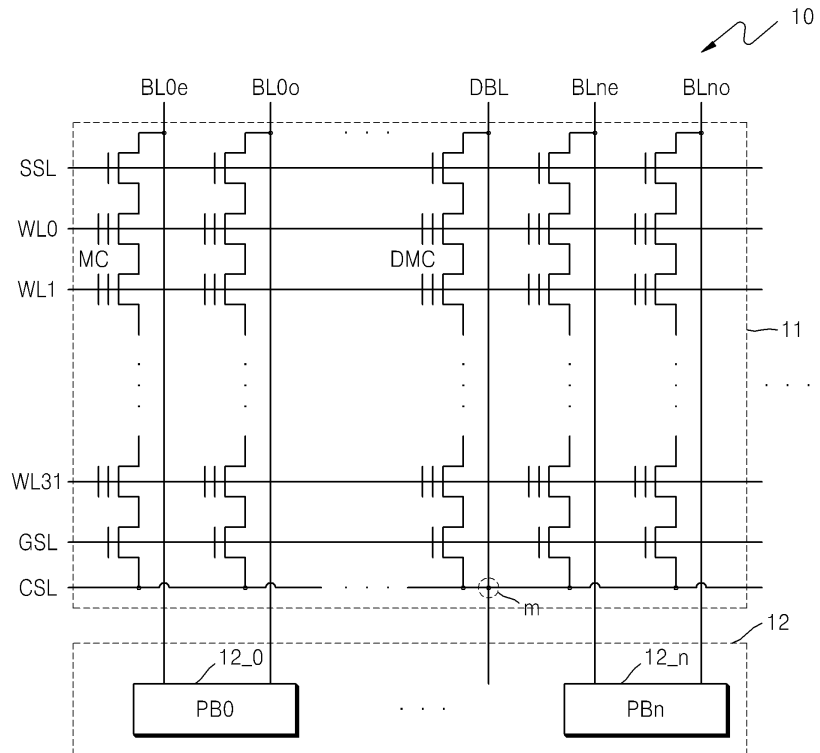 10
BL0e BL0o DBL BLne BLno
. . .
SSL
WL0
MC DMC
WL1
11
. . .
WL31
GSL
CSL . . .
m
12
12_0 12_n
PB0 . . . PBn